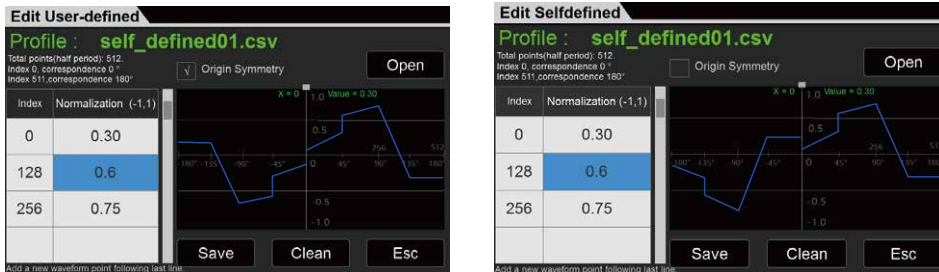 Edit User-defined
Profile : self_defined01.csv
Total points(half period): 512.
Index 0, correspondence 0 °
Index 511,correspondence 180°
√ Origin Symmetry
Open
Index Normalization (-1,1)
0 0.30
128 0.6
256 0.75
X = 0 Value = 0.30
1.0
0.5
256 512
-180° -135° -90° -45° 0 45° 90° 135° 180°
-0.5
-1.0
Save Clean Esc
Add a new waveform point following last line.
Edit Selfdefined
Profile : self_defined01.csv
Total points(half period): 512.
Index 0, correspondence 0 °
Index 511,correspondence 180°
Origin Symmetry
Open
Index Normalization (-1,1)
0 0.30
128 0.6
256 0.75
X = 0 Value = 0.30
1.0
0.5
256 512
-180° -135° -90° -45° 0 45° 90° 135° 180°
-0.5
-1.0
Save Clean Esc
Add a new waveform point following last line.